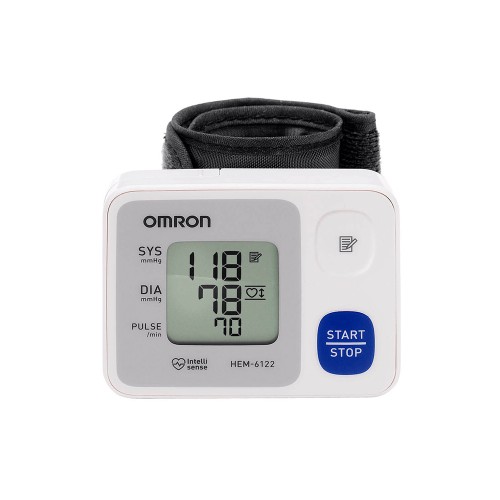 OMRON
SYS
mmHg
118
DIA
mmHg
78
PULSE
/min
70
intelli
sense
HEM-6122
START
STOP